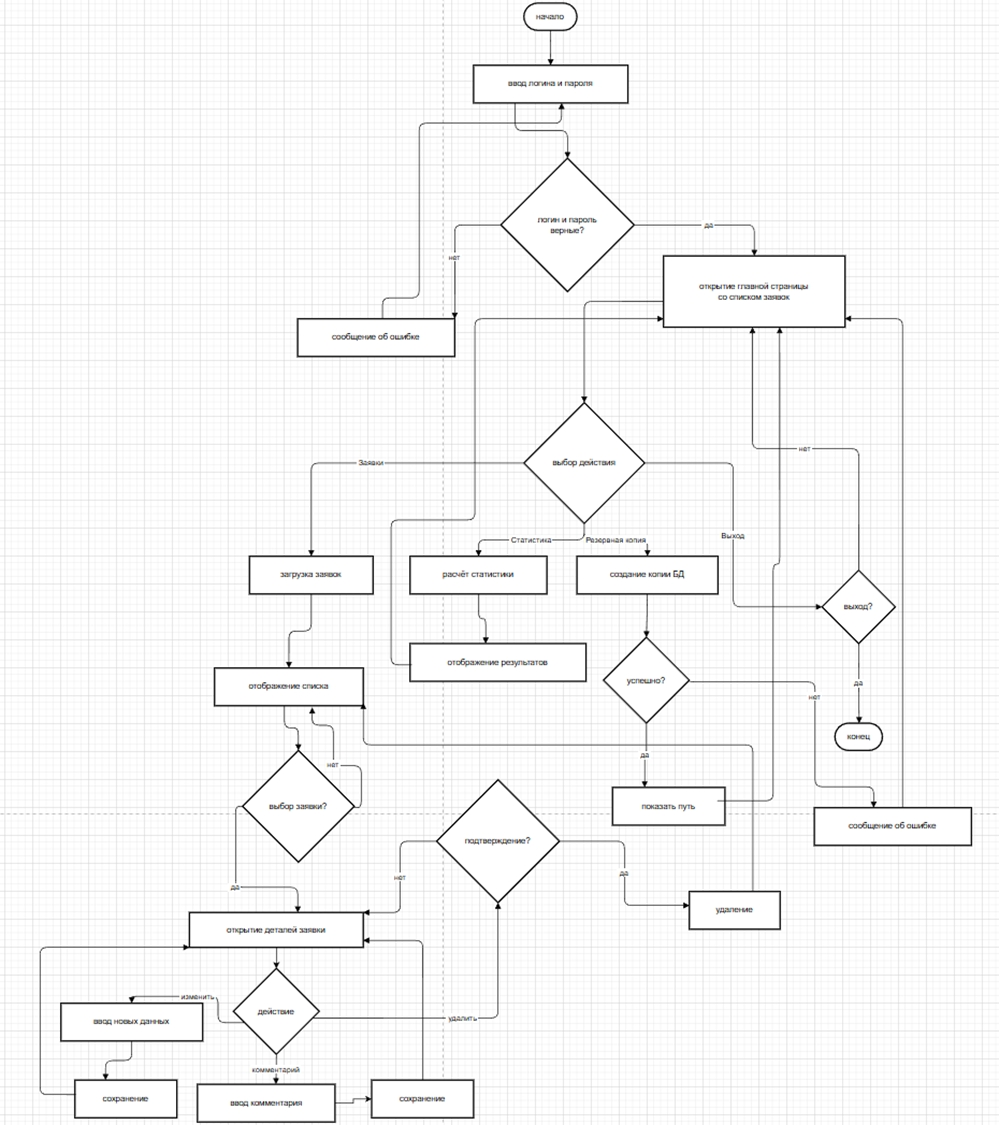 начало
ввод логина и пароля
логин и пароль
верные?
да
нет
открытие главной страницы
со списком заявок
сообщение об ошибке
нет
Заявки
выбор действия
Выход
Статистика
Резервная копия
загрузка заявок
расчёт статистики
создание копии БД
выход?
отображение результатов
успешно?
отображение списка
да
нет
конец
да
нет
выбор заявки?
показать путь
сообщение об ошибке
подтверждение?
нет
да
да
удаление
открытие деталей заявки
изменить
действие
удалить
ввод новых данных
комментарий
сохранение
ввод комментария
сохранение